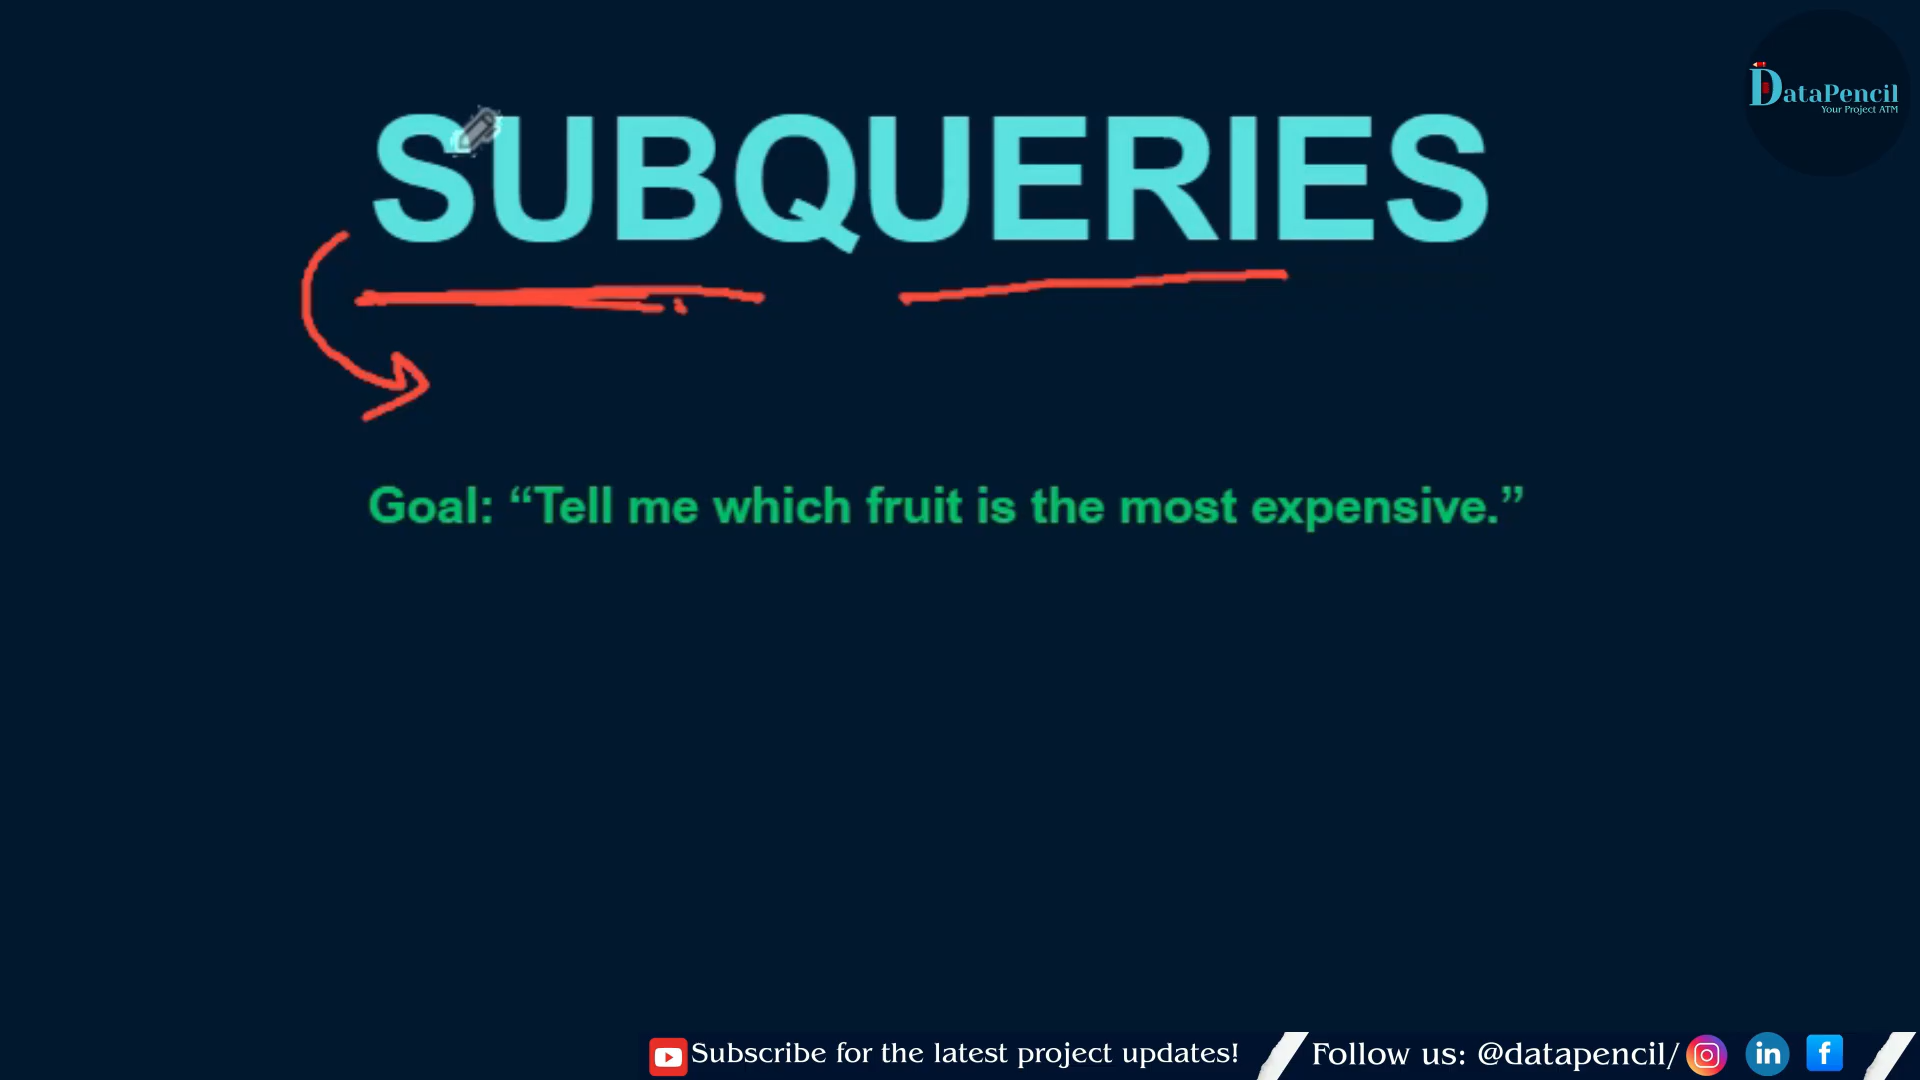 DataPencil
Your Project ATM
SUBQUERIES
Goal: “Tell me which fruit is the most expensive.”
Subscribe for the latest project updates!
Follow us: @datapencil/
in
f